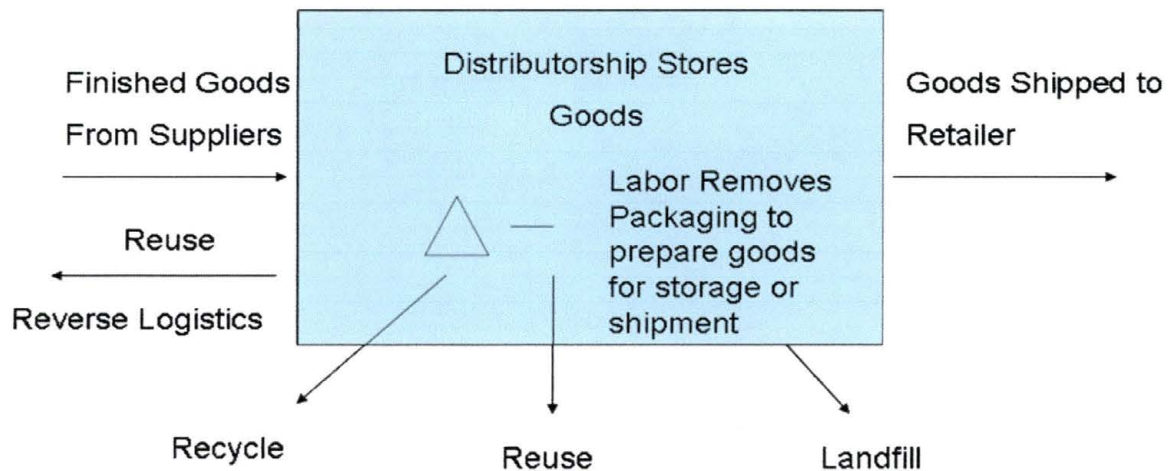 Finished Goods
From Suppliers
Reuse
Reverse Logistics
Distributorship Stores
Goods
Labor Removes
Packaging to
prepare goods
for storage or
shipment
Goods Shipped to
Retailer
Recycle
Reuse
Landfill